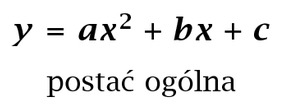 y = ax² + bx + c
postać ogólna